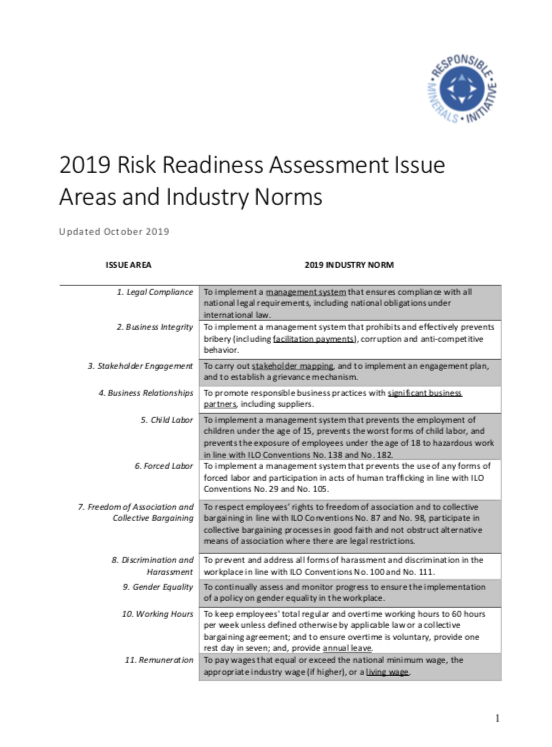 RESPONSIBLE
MINERALS • INITIATIVE
2019 Risk Readiness Assessment Issue
Areas and Industry Norms
Updated October 2019
ISSUE AREA 2019 INDUSTRY NORM
1. Legal Compliance To implement a management system that ensures compliance with all
national legal requirements, including national obligations under
international law.
2. Business Integrity To implement a management system that prohibits and effectively prevents
bribery (including facilitation payments), corruption and anti-competitive
behavior.
3. Stakeholder Engagement To carry out stakeholder mapping, and to implement an engagement plan,
and to establish a grievance mechanism.
4. Business Relationships To promote responsible business practices with significant business
partners, including suppliers.
5. Child Labor To implement a management system that prevents the employment of
children under the age of 15, prevents the worst forms of child labor, and
prevents the exposure of employees under the age of 18 to hazardous work
in line with ILO Conventions No. 138 and No. 182.
6. Forced Labor To implement a management system that prevents the use of any forms of
forced labor and participation in acts of human trafficking in line with ILO
Conventions No. 29 and No. 105.
7. Freedom of Association and To respect employees' rights to freedom of association and to collective
Collective Bargaining bargaining in line with ILO Conventions No. 87 and No. 98, participate in
collective bargaining processes in good faith and not obstruct alternative
means of association where there are legal restrictions.
8. Discrimination and To prevent and address all forms of harassment and discrimination in the
Harassment workplace in line with ILO Conventions No. 100 and No. 111.
9. Gender Equality To continually assess and monitor progress to ensure the implementation
of a policy on gender equality in the workplace.
10. Working Hours To keep employees' total regular and overtime working hours to 60 hours
per week unless defined otherwise by applicable law or a collective
bargaining agreement; and to ensure overtime is voluntary, provide one
rest day in seven; and, provide annual leave.
11. Remuneration To pay wages that equal or exceed the national minimum wage, the
appropriate industry wage (if higher), or a living wage.
1